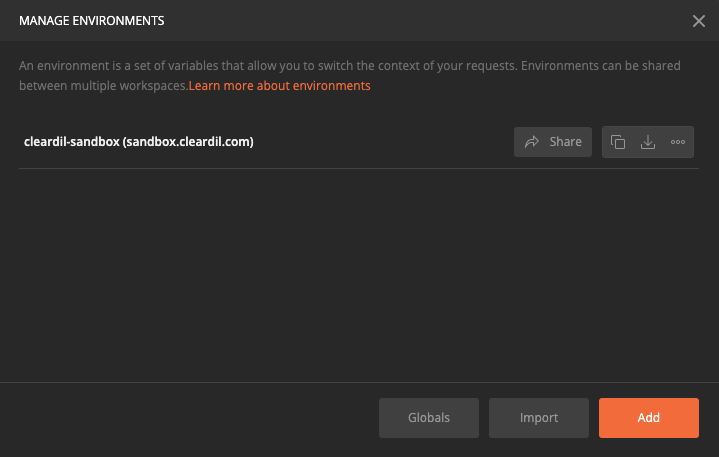 MANAGE ENVIRONMENTS
An environment is a set of variables that allow you to switch the context of your requests. Environments can be shared
between multiple workspaces.Learn more about environments
cleardil-sandbox (sandbox.cleardil.com)
Share
Globals
Import
Add